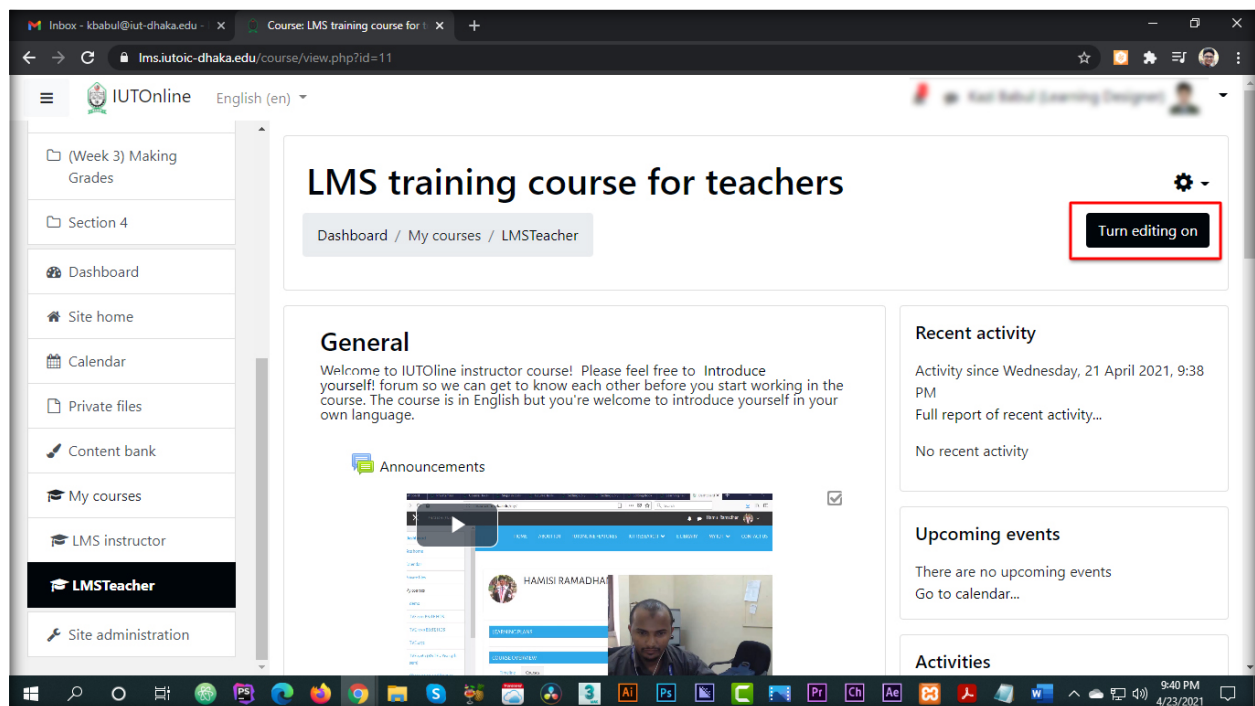 Inbox - kbabul@iut-dhaka.edu -
Course: LMS training course for t
lms.iutoic-dhaka.edu/course/view.php?id=11
IUTOnline English (en)
Kazi Babul (Learning Designer)
(Week 3) Making
Grades
Section 4
Dashboard
Site home
Calendar
Private files
Content bank
My courses
LMS instructor
LMSTeacher
Site administration
LMS training course for teachers
Dashboard / My courses / LMSTeacher
Turn editing on
General
Welcome to IUTOline instructor course! Please feel free to Introduce
yourself! forum so we can get to know each other before you start working in the
course. The course is in English but you're welcome to introduce yourself in your
own language.
Announcements
HAMISI RAMADHA
Recent activity
Activity since Wednesday, 21 April 2021, 9:38
PM
Full report of recent activity...
No recent activity
Upcoming events
There are no upcoming events
Go to calendar...
Activities
9:40 PM
4/23/2021